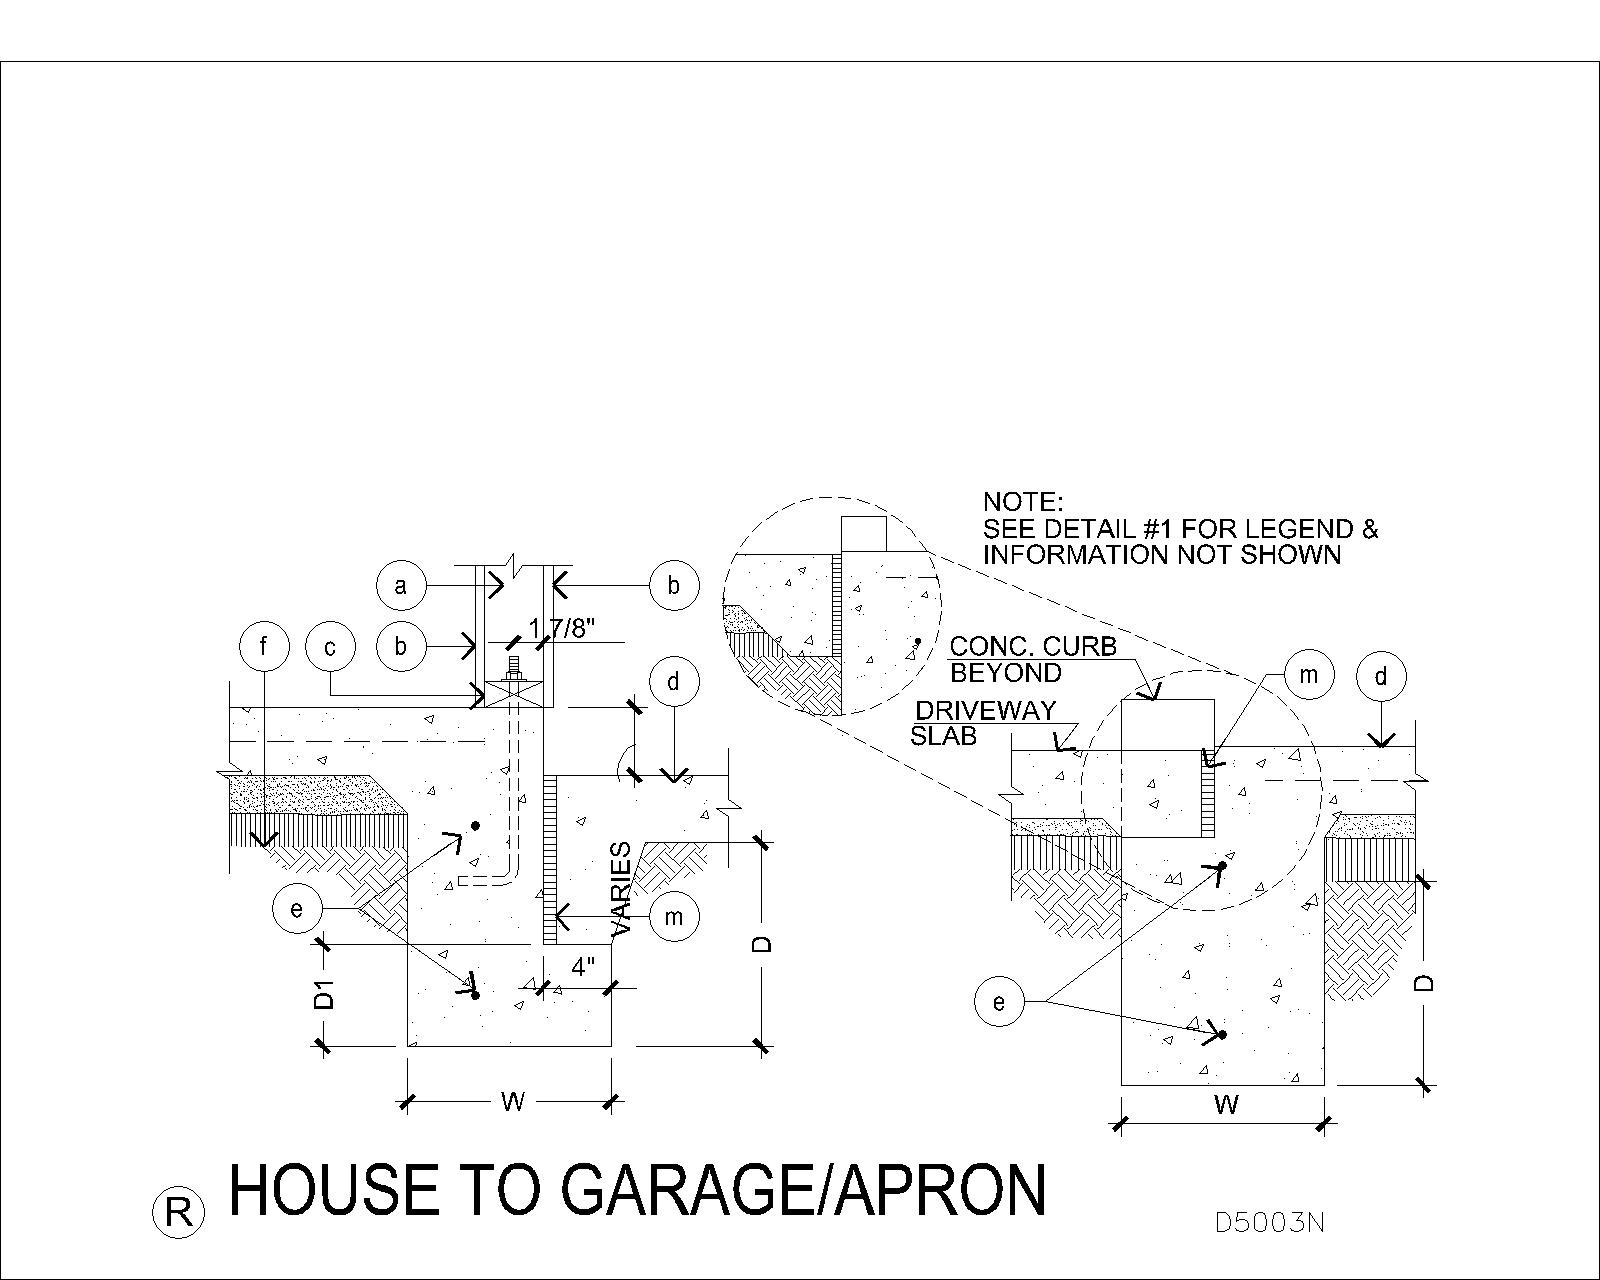 NOTE:
SEE DETAIL #1 FOR LEGEND &
INFORMATION NOT SHOWN
a
b
f
c
b
1 7/8"
d
CONC. CURB
BEYOND
DRIVEWAY
SLAB
m
d
VARIES
e
m
D
4"
D1
W
e
D
W
R
HOUSE TO GARAGE/APRON
D5003N